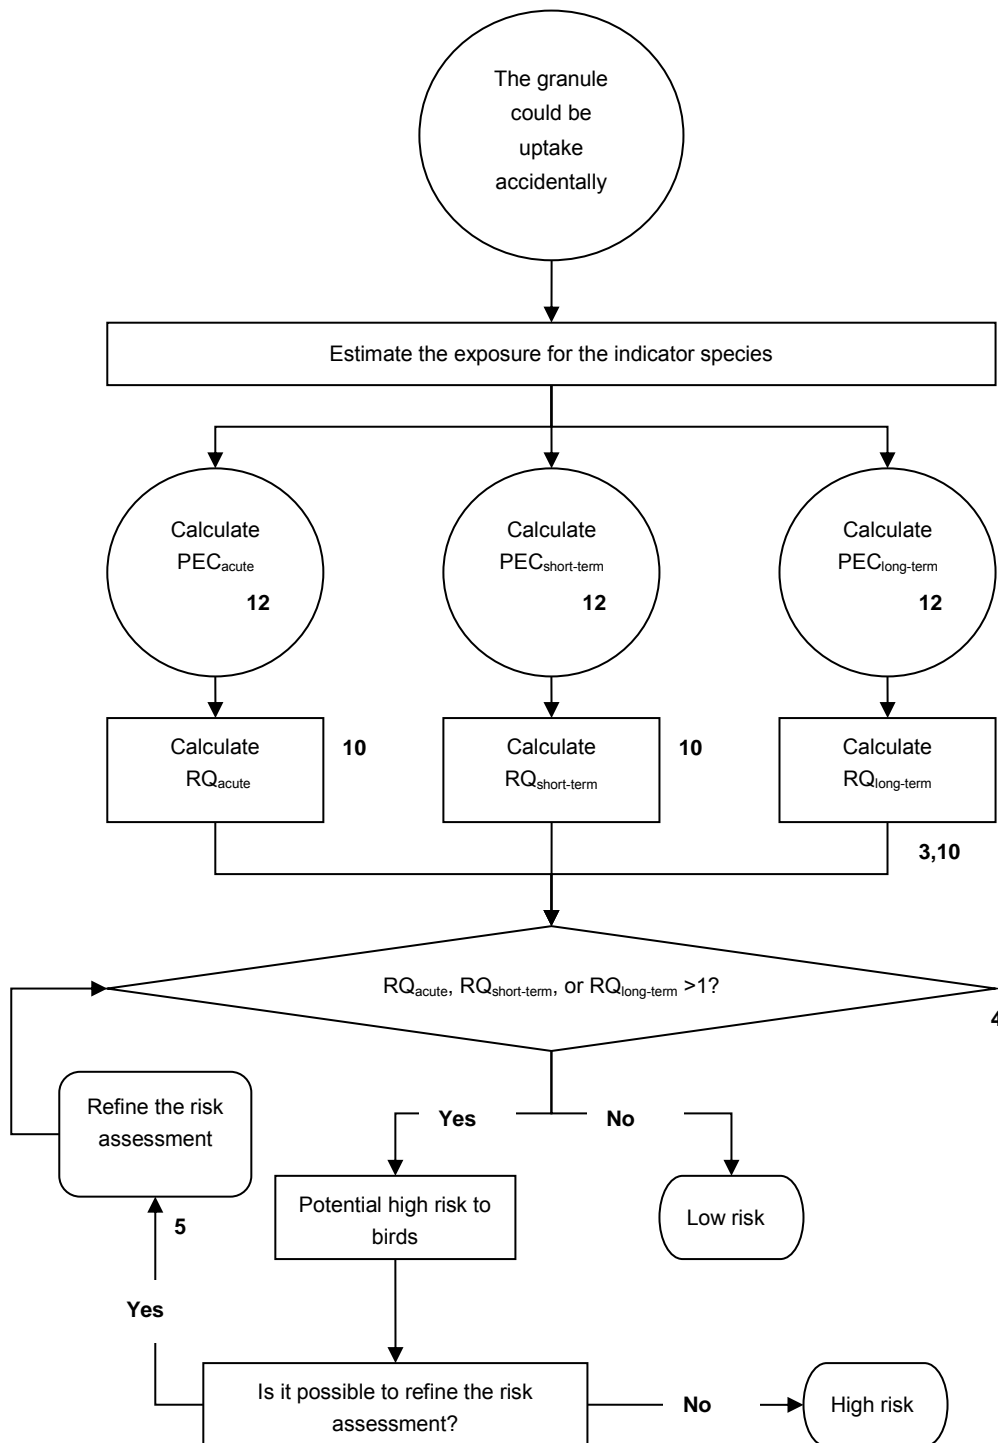 The granule
could be
uptake
accidentally
Estimate the exposure for the indicator species
Calculate
PECacute
12
Calculate
PECshort-term
12
Calculate
PEClong-term
12
Calculate
RQacute
10
Calculate
RQshort-term
10
Calculate
RQlong-term
3,10
RQacute, RQshort-term, or RQlong-term >1?
4
Refine the risk
assessment
5
Yes
No
Potential high risk to
birds
Low risk
Yes
Is it possible to refine the risk
assessment?
No
High risk